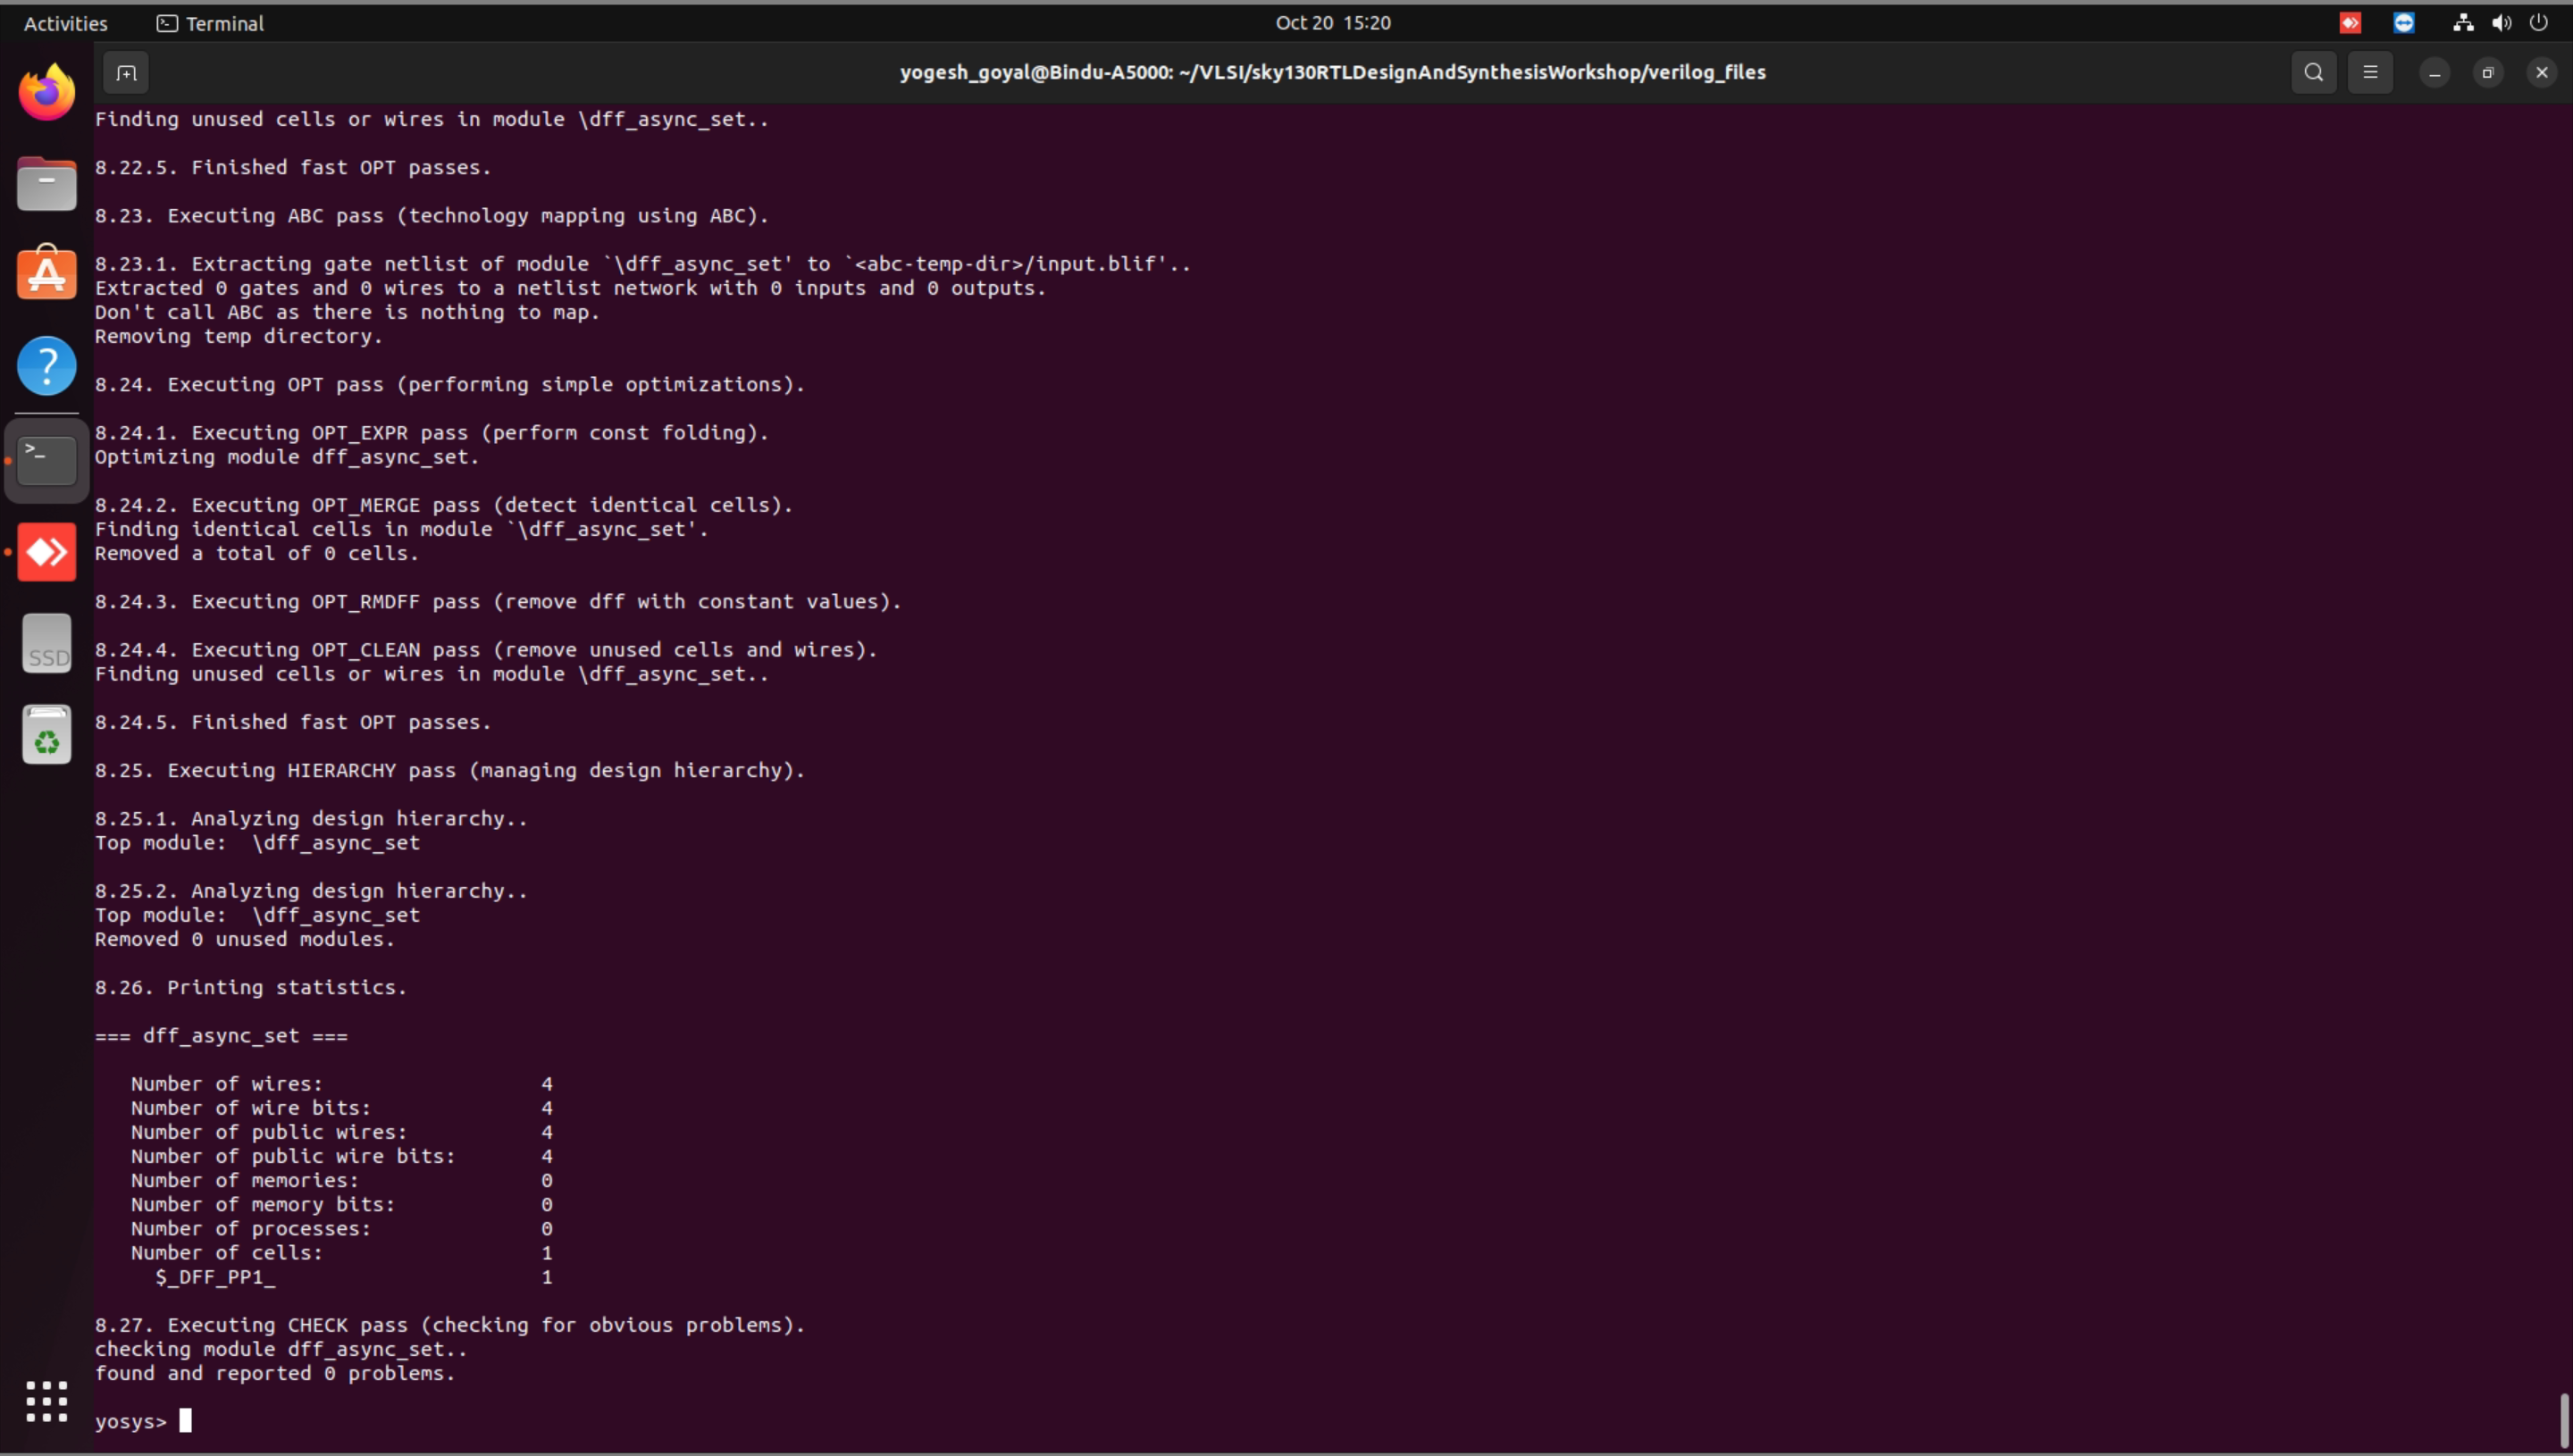 Activities Terminal Oct 20 15:20
yogesh_goyal@Bindu-A5000: ~/VLSI/sky130RTLDesignAndSynthesisWorkshop/verilog_files
Finding unused cells or wires in module \dff_async_set..
8.22.5. Finished fast OPT passes.
8.23. Executing ABC pass (technology mapping using ABC).
8.23.1. Extracting gate netlist of module `\dff_async_set' to `<abc-temp-dir>/input.blif'..
Extracted 0 gates and 0 wires to a netlist network with 0 inputs and 0 outputs.
Don't call ABC as there is nothing to map.
Removing temp directory.
8.24. Executing OPT pass (performing simple optimizations).
8.24.1. Executing OPT_EXPR pass (perform const folding).
Optimizing module dff_async_set.
8.24.2. Executing OPT_MERGE pass (detect identical cells).
Finding identical cells in module `\dff_async_set'.
Removed a total of 0 cells.
8.24.3. Executing OPT_RMDFF pass (remove dff with constant values).
8.24.4. Executing OPT_CLEAN pass (remove unused cells and wires).
Finding unused cells or wires in module \dff_async_set..
8.24.5. Finished fast OPT passes.
8.25. Executing HIERARCHY pass (managing design hierarchy).
8.25.1. Analyzing design hierarchy..
Top module:  \dff_async_set
8.25.2. Analyzing design hierarchy..
Top module:  \dff_async_set
Removed 0 unused modules.
8.26. Printing statistics.
=== dff_async_set ===
Number of wires: 4
Number of wire bits: 4
Number of public wires: 4
Number of public wire bits: 4
Number of memories: 0
Number of memory bits: 0
Number of processes: 0
Number of cells: 1
$_DFF_PP1_ 1
8.27. Executing CHECK pass (checking for obvious problems).
checking module dff_async_set..
found and reported 0 problems.
yosys>
SSD